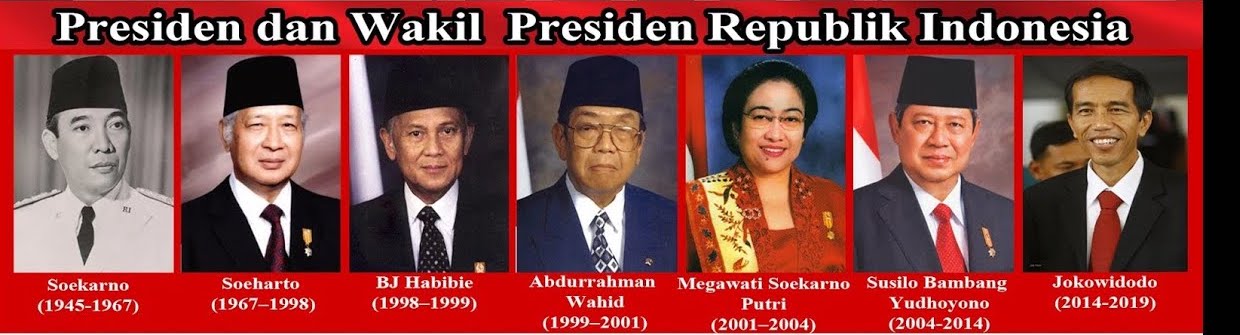 Presiden dan Wakil Presiden Republik Indonesia
Soekarno
(1945-1967)
Soeharto
(1967–1998)
BJ Habibie
(1998–1999)
Abdurrahman
Wahid
(1999–2001)
Megawati Soekarno
Putri
(2001–2004)
Susilo Bambang
Yudhoyono
(2004-2014)
Jokowidodo
(2014-2019)